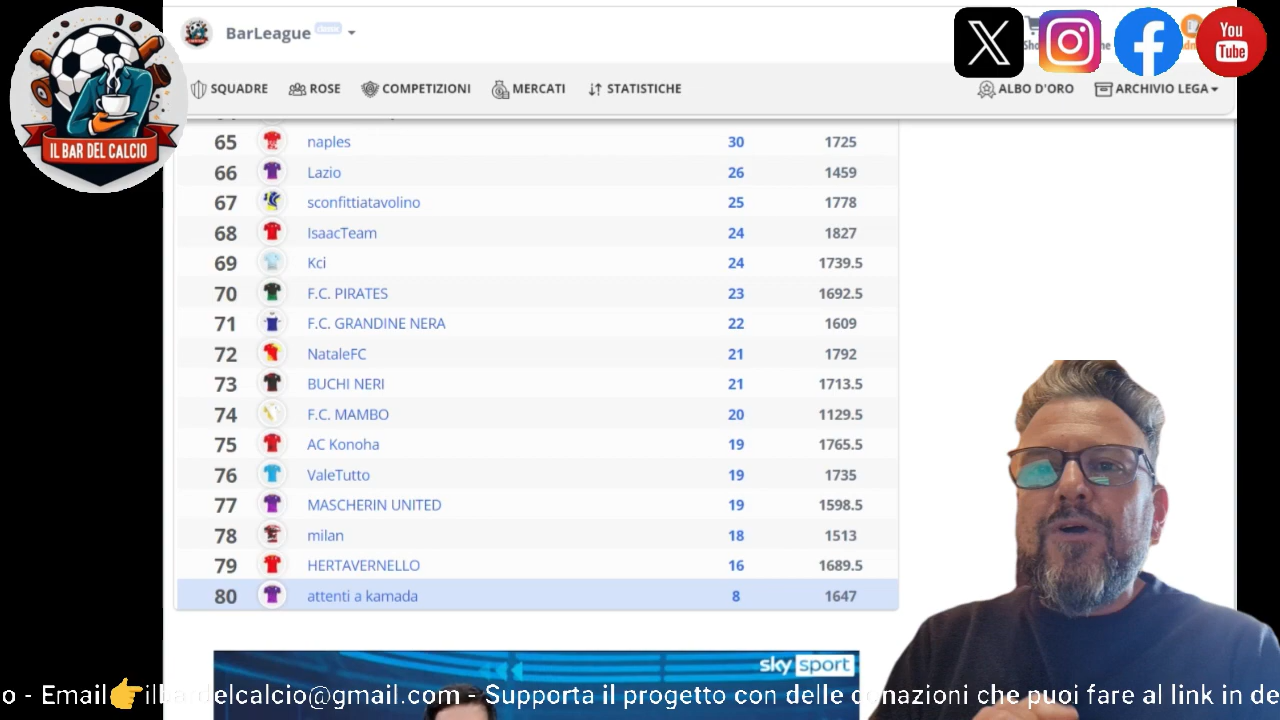 BarLeague
You
Tube
SQUADRE ROSE COMPETIZIONI MERCATI STATISTICHE ALBO D'ORO ARCHIVIO LEGA
IL BAR DEL CALCIO
65 naples 30 1725
66 Lazio 26 1459
67 sconfittiatavolino 25 1778
68 IsaacTeam 24 1827
69 Kci 24 1739.5
70 F.C. PIRATES 23 1692.5
71 F.C. GRANDINE NERA 22 1609
72 NataleFC 21 1792
73 BUCHI NERI 21 1713.5
74 F.C. MAMBO 20 1129.5
75 AC Konoha 19 1765.5
76 ValeTutto 19 1735
77 MASCHERIN UNITED 19 1598.5
78 milan 18 1513
79 HERTAVERNELLO 16 1689.5
80 attenti a kamada 8 1647
sky sport
o - Email👉ilbardelcalcio@gmail.com - Supporta il progetto con delle donazioni che puoi fare al link in de